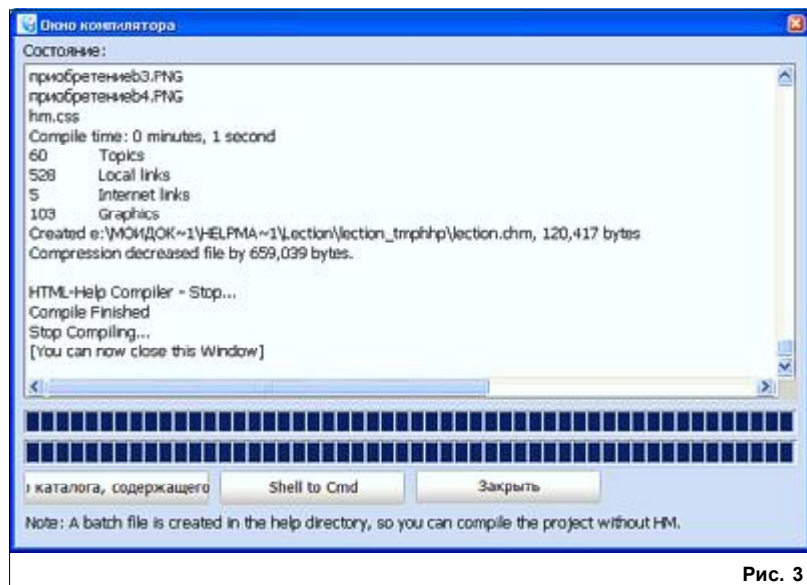 Окно компилятора
Состояние:
приобретениеb3.PNG
приобретениеb4.PNG
hm.css
Compile time: 0 minutes, 1 second
60 Topics
528 Local links
5 Internet links
103 Graphics
Created e:\МОИДОК~1\HELPMA~1\Lection\lection_tmphhp\lection.chm, 120,417 bytes
Compression decreased file by 659,039 bytes.
HTML-Help Compiler - Stop...
Compile Finished
Stop Compiling...
[You can now close this Window]
каталога, содержащего Shell to Cmd Закрыть
Note: A batch file is created in the help directory, so you can compile the project without HM.
Рис. 3